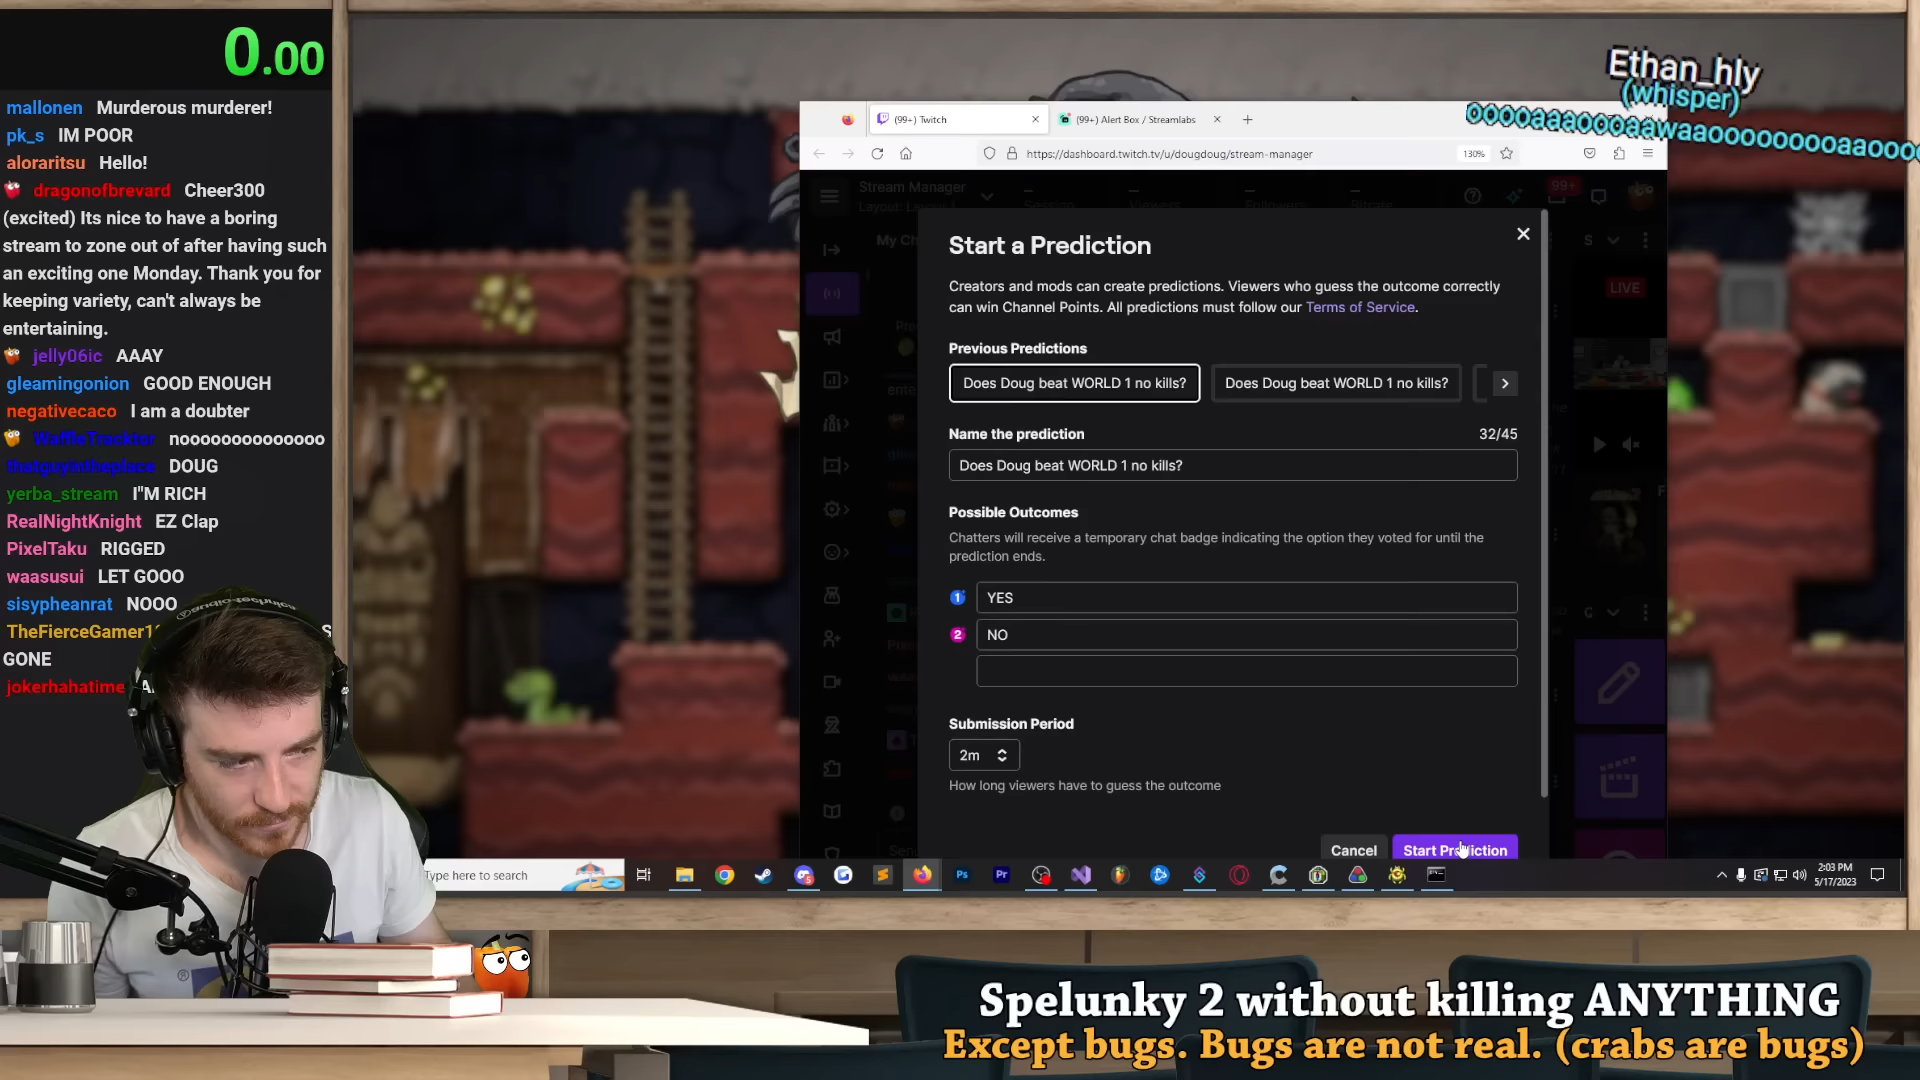 0.00
mallonen Murderous murderer!
pk_s IM POOR
aloraritsu Hello!
dragonofbrevard Cheer300
(excited) Its nice to have a boring
stream to zone out of after having such
an exciting one Monday. Thank you for
keeping variety, can't always be
entertaining.
jelly06ic AAAY
gleamingonion GOOD ENOUGH
negativecaco I am a doubter
WaffleTracktor noooooooooooooo
thatguyintheplace DOUG
yerba_stream I"M RICH
RealNightKnight EZ Clap
PixelTaku RIGGED
waasusui LET GOOO
sisypheanrat NOOO
GONE
jokerhahatime
Ethan_hly
(whisper)
(99+) Twitch
(99+) Alert Box / Streamlabs
https://dashboard.twitch.tv/u/dougdoug/stream-manager
130%
Stream Manager
99+
LIVE
Start a Prediction
Creators and mods can create predictions. Viewers who guess the outcome correctly
can win Channel Points. All predictions must follow our Terms of Service.
Previous Predictions
Does Doug beat WORLD 1 no kills?
Does Doug beat WORLD 1 no kills?
Name the prediction
32/45
Does Doug beat WORLD 1 no kills?
Possible Outcomes
Chatters will receive a temporary chat badge indicating the option they voted for until the
prediction ends.
1 YES
2 NO
Submission Period
2m
How long viewers have to guess the outcome
Cancel
Start Prediction
Type here to search
Ps
Pr
2:03 PM
5/17/2023
Spelunky 2 without killing ANYTHING
Except bugs. Bugs are not real. (crabs are bugs)